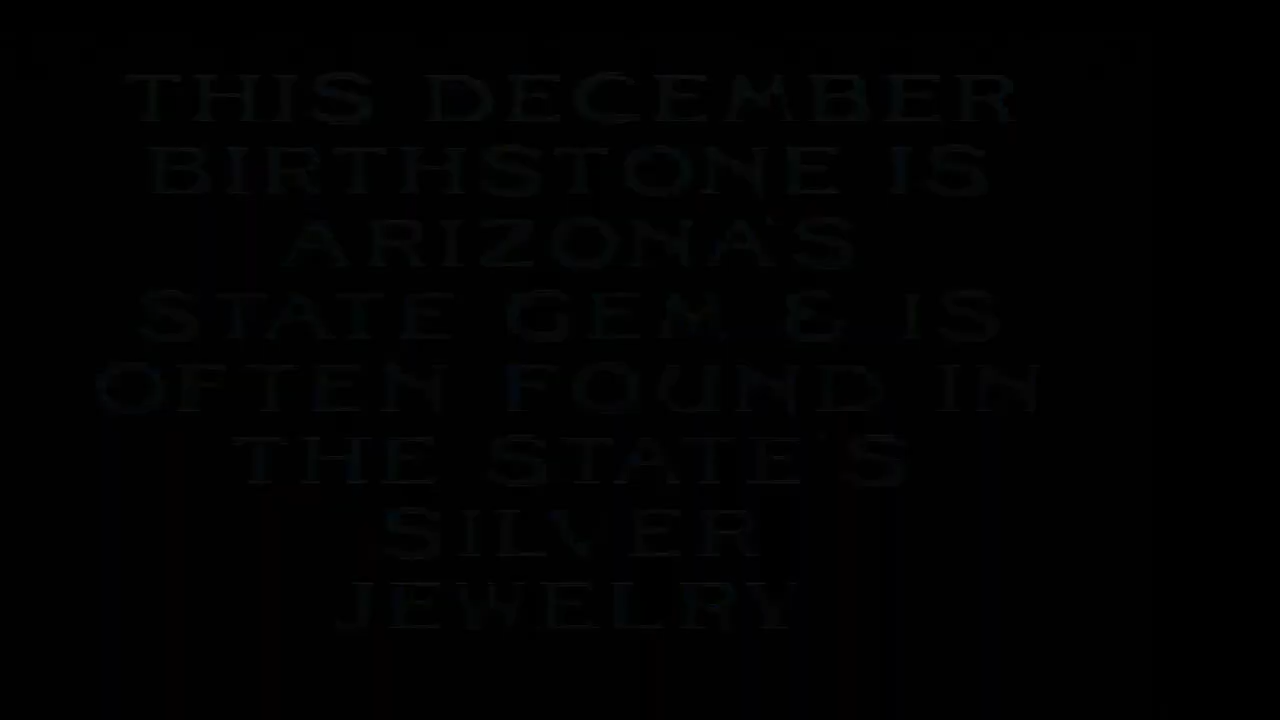 THIS DECEMBER
BIRTHSTONE IS
ARIZONA'S
STATE GEM & IS
OFTEN FOUND IN
THE STATE'S
SILVER
JEWELRY